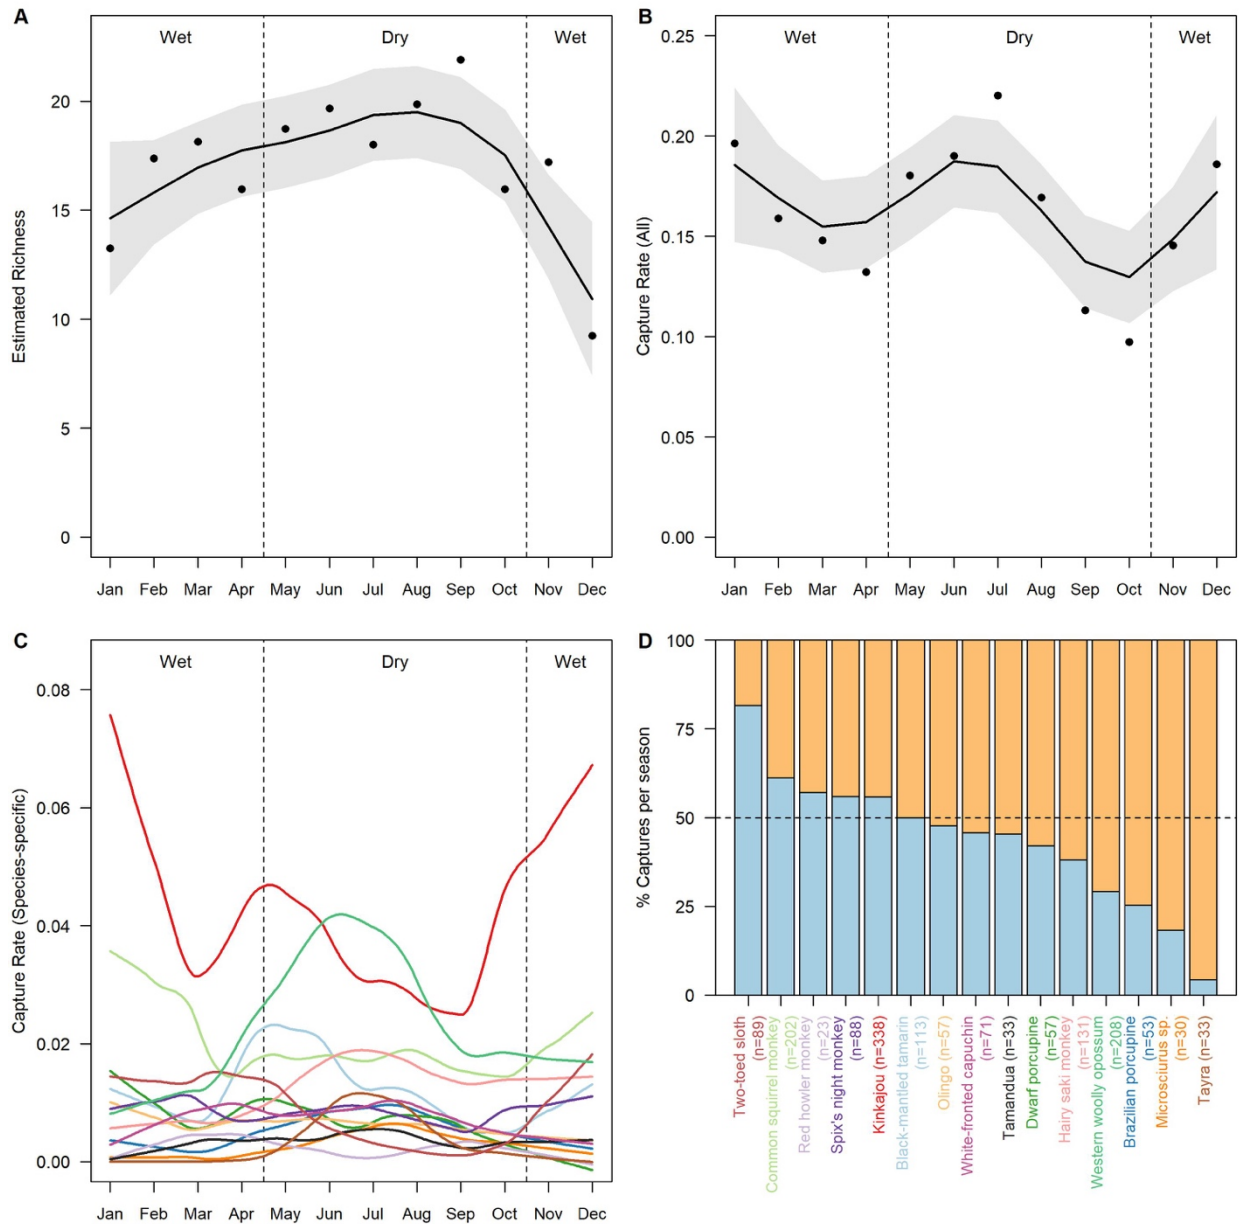 A
Wet
Dry
Wet
Estimated Richness
20
15
10
5
0
Jan Feb Mar Apr May Jun Jul Aug Sep Oct Nov Dec
B
Wet
Dry
Wet
Capture Rate (All)
0.25
0.20
0.15
0.10
0.05
0.00
Jan Feb Mar Apr May Jun Jul Aug Sep Oct Nov Dec
C
Wet
Dry
Wet
Capture Rate (Species-specific)
0.08
0.06
0.04
0.02
0.00
Jan Feb Mar Apr May Jun Jul Aug Sep Oct Nov Dec
D
% Captures per season
100
75
50
25
0
Two-toed sloth
(n=89)
Common squirrel monkey
(n=202)
Red howler monkey
(n=23)
Spix's night monkey
(n=88)
Kinkajou (n=338)
Black-mantled tamarin
(n=113)
Olingo (n=57)
White-fronted capuchin
(n=71)
Tamandua (n=33)
Dwarf porcupine
(n=57)
Hairy saki monkey
(n=131)
Western woolly opossum
(n=208)
Brazilian porcupine
(n=53)
Microsciurus sp.
(n=30)
Tayra (n=33)